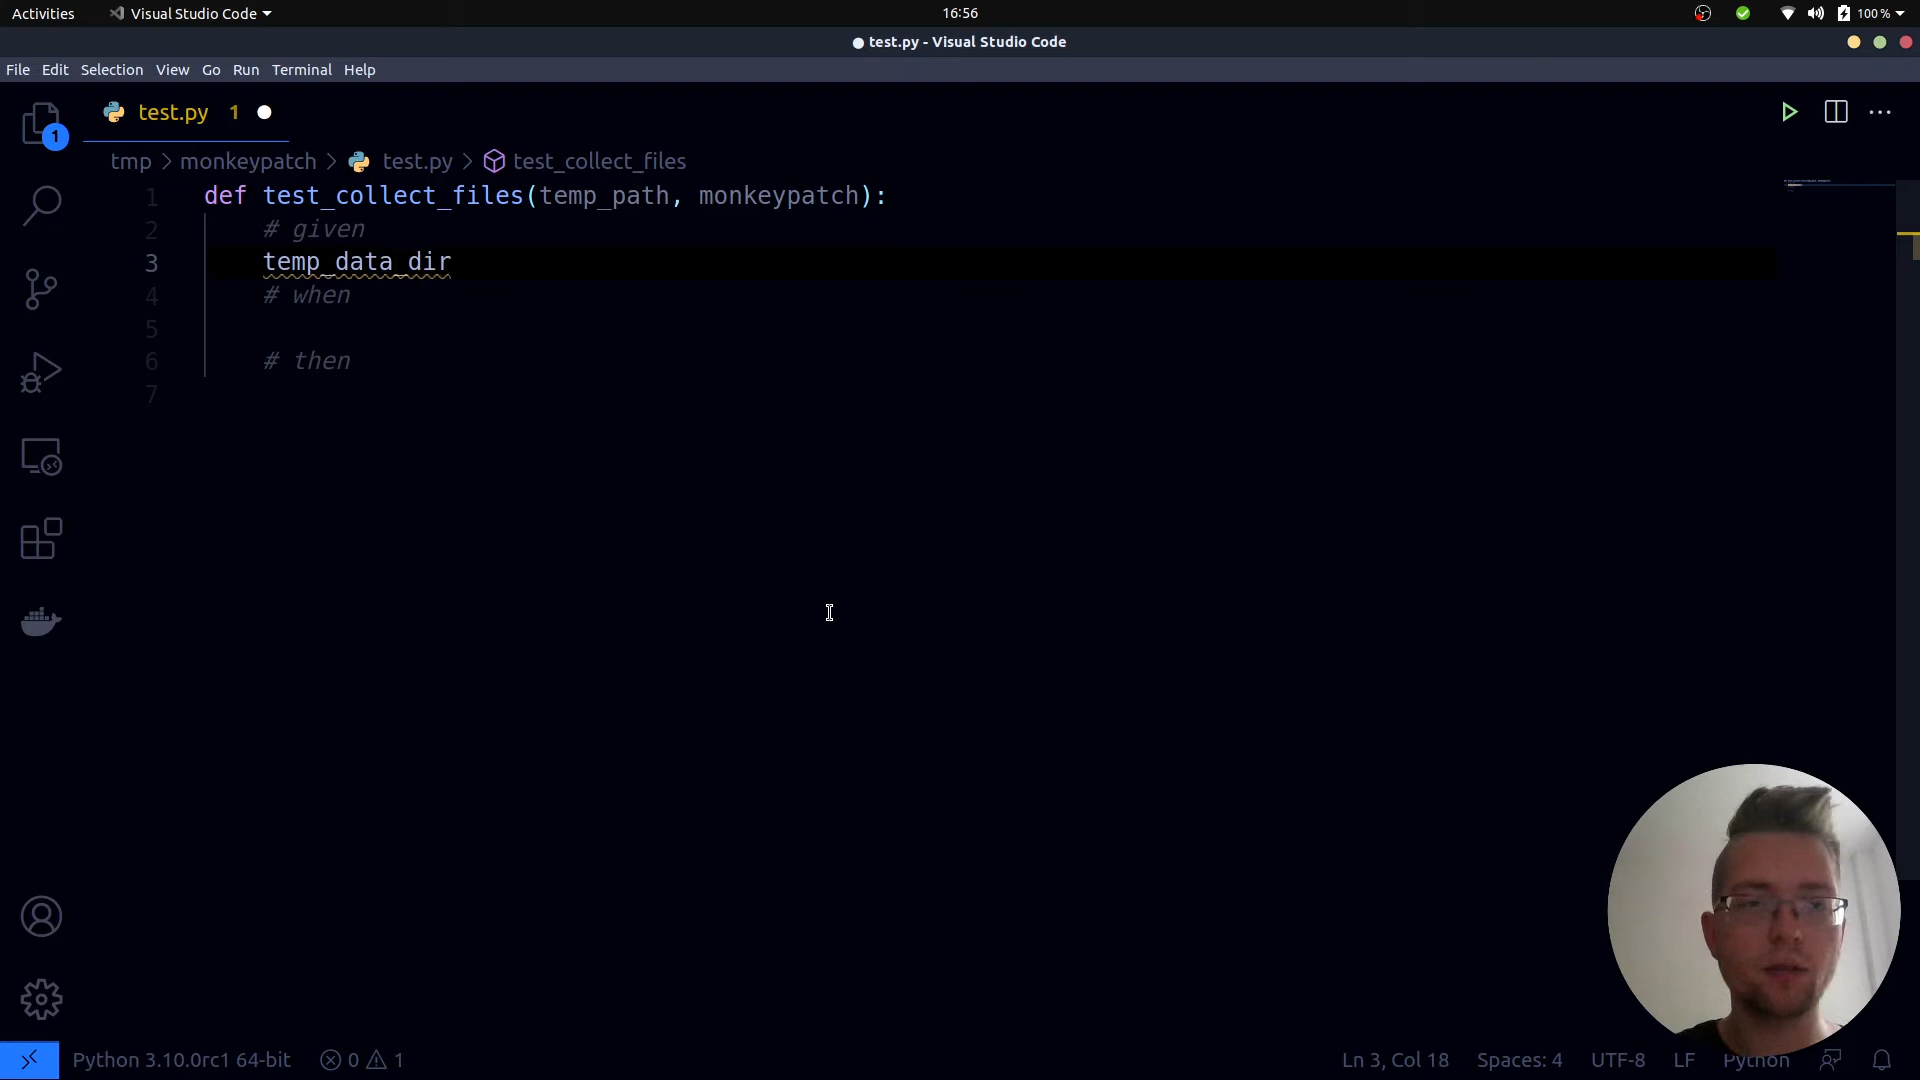 Activities Visual Studio Code 16:56 100 %
● test.py - Visual Studio Code
File Edit Selection View Go Run Terminal Help
1 test.py 1
tmp > monkeypatch > test.py > test_collect_files
1 def test_collect_files(temp_path, monkeypatch):
2 # given
3 temp_data_dir
4 # when
5
6 # then
7
Python 3.10.0rc1 64-bit 0 1 Ln 3, Col 18 Spaces: 4 UTF-8 LF Python